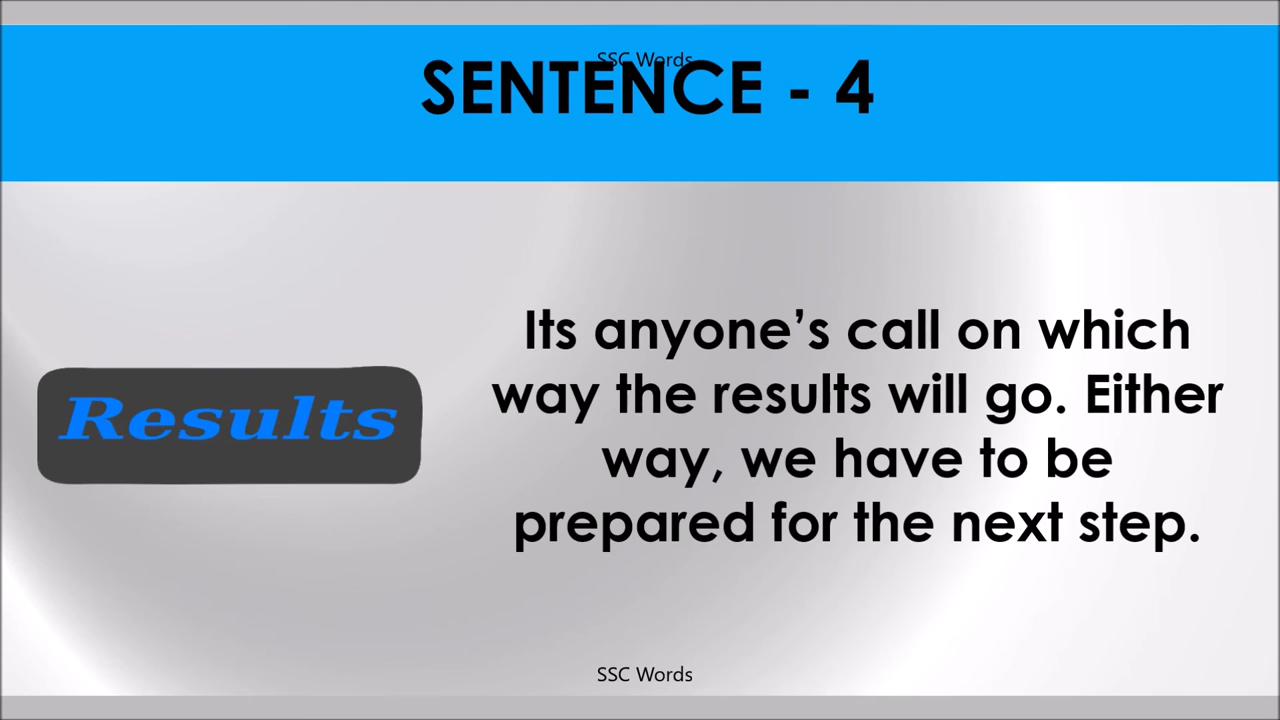 SSC Words
SENTENCE - 4
Results
Its anyone’s call on which
way the results will go. Either
way, we have to be
prepared for the next step.
SSC Words